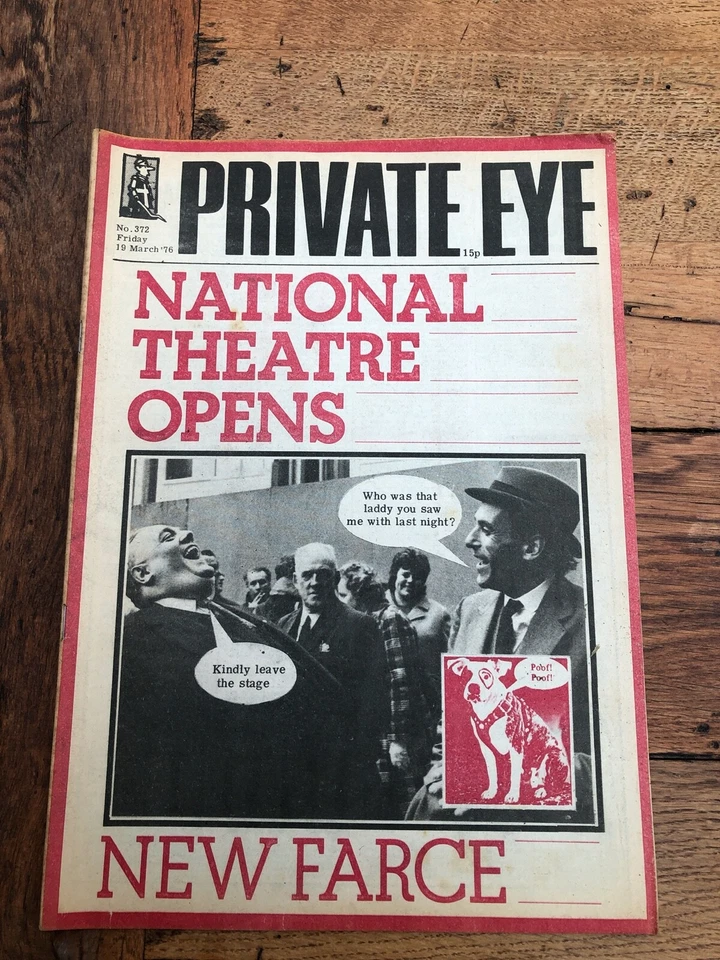 PRIVATE EYE
No. 372
Friday
19 March '76
15p
NATIONAL
THEATRE
OPENS
Who was that
laddy you saw
me with last night?
Kindly leave
the stage
Poof!
Poof!
NEW FARCE